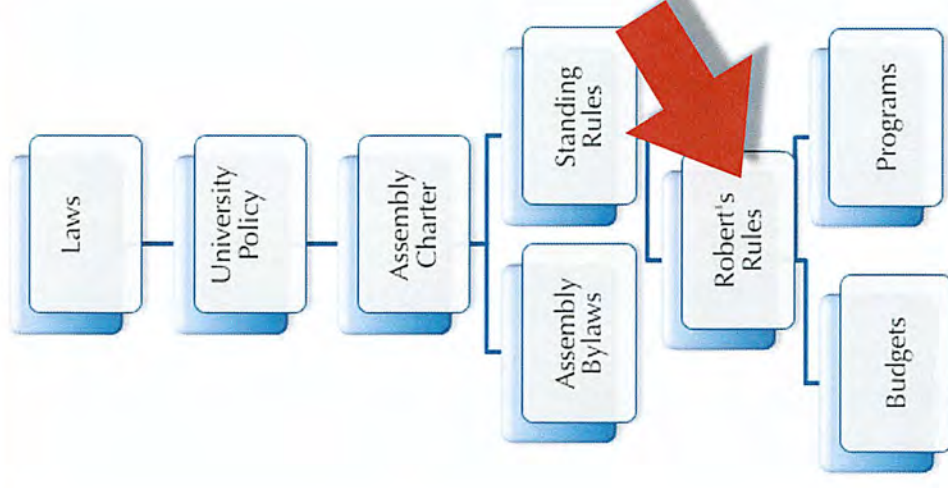 Laws
University
Policy
Assembly
Charter
Assembly
Bylaws
Standing
Rules
Robert's
Rules
Budgets
Programs